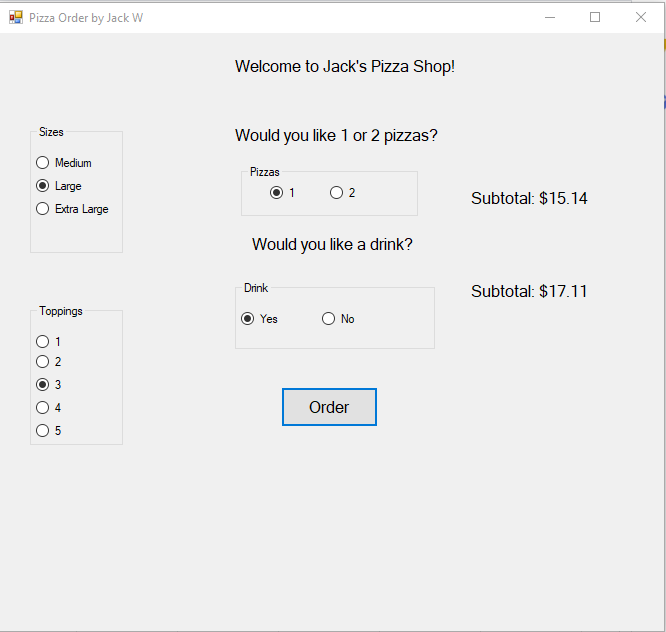 Pizza Order by Jack W
Welcome to Jack's Pizza Shop!
Sizes
Medium
Large
Extra Large
Would you like 1 or 2 pizzas?
Pizzas
1 2
Subtotal: $15.14
Would you like a drink?
Drink
Yes No
Subtotal: $17.11
Toppings
1
2
3
4
5
Order